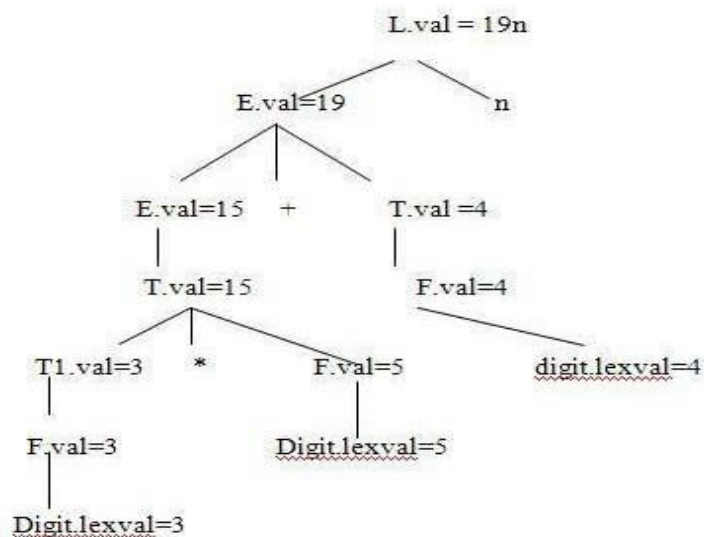 L.val = 19n
E.val=19 n
E.val=15 + T.val =4
T.val=15 F.val=4
T1.val=3 * F.val=5 digit.lexval=4
F.val=3 Digit.lexval=5
Digit.lexval=3